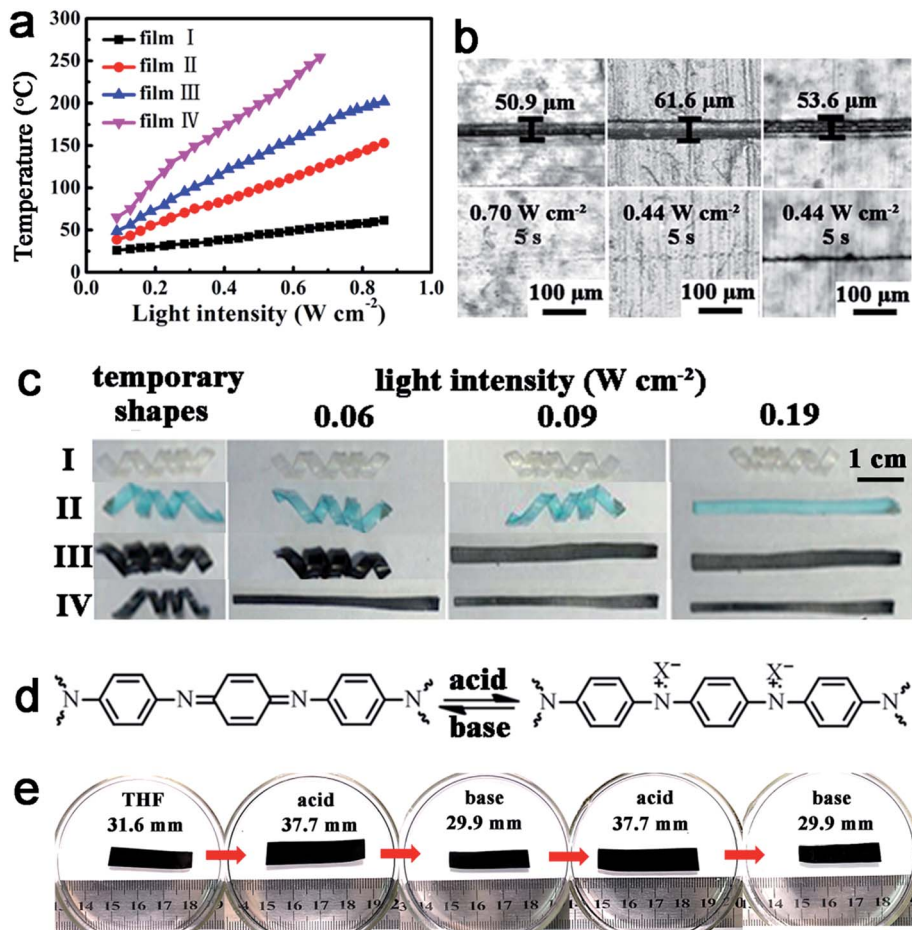 a
300
250
200
150
100
50
0
Temperature (°C)
film I
film II
film III
film IV
0.0 0.2 0.4 0.6 0.8 1.0
Light intensity (W cm-2)
b
50.9 μm 61.6 μm 53.6 μm
0.70 W cm-2 0.44 W cm-2 0.44 W cm-2
5 s 5 s 5 s
100 μm 100 μm 100 μm
c
temporary light intensity (W cm-2)
shapes 0.06 0.09 0.19
I
1 cm
II
III
IV
d
X- X-
N N N N acid N N N N
base
e
THF acid base acid base
31.6 mm 37.7 mm 29.9 mm 37.7 mm 29.9 mm
15 16 17 18 15 16 17 18 19 15 16 17 18 15 16 17 18 19 15 16 17 18